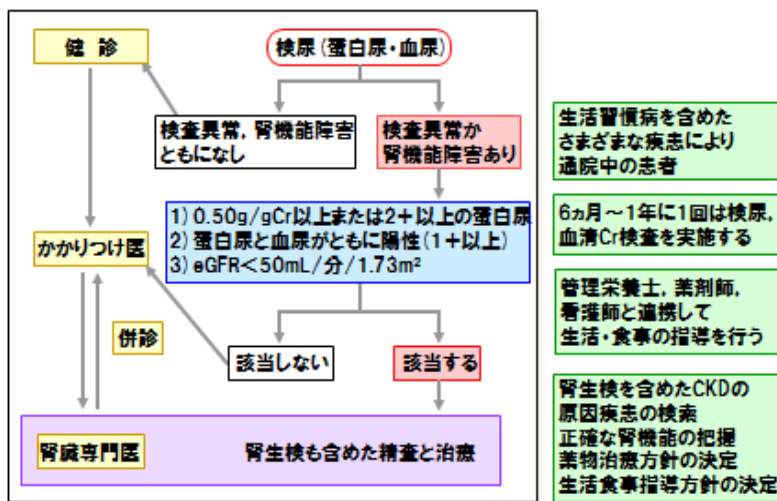 健 診
検尿(蛋白尿・血尿)
検査異常, 腎機能障害
ともになし
検査異常か
腎機能障害あり
1) 0.50g/gCr以上または2+以上の蛋白尿
2) 蛋白尿と血尿がともに陽性(1+以上)
3) eGFR<50mL/分/1.73m²
かかりつけ医
併診
該当しない
該当する
腎臓専門医
腎生検も含めた精査と治療
生活習慣病を含めた
さまざまな疾患により
通院中の患者
6ヵ月~1年に1回は検尿,
血清Cr検査を実施する
管理栄養士, 薬剤師,
看護師と連携して
生活・食事の指導を行う
腎生検を含めたCKDの
原因疾患の検索
正確な腎機能の把握
薬物治療方針の決定
生活食事指導方針の決定